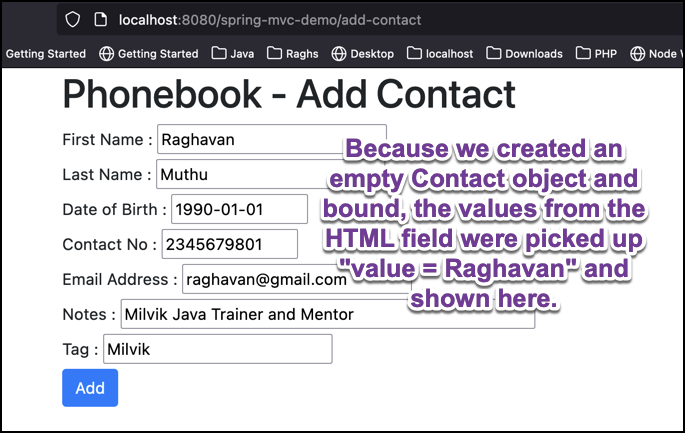 localhost:8080/spring-mvc-demo/add-contact
Getting Started Getting Started Java Raghs Desktop localhost Downloads PHP Node
Phonebook - Add Contact
First Name : Raghavan
Last Name : Muthu
Date of Birth : 1990-01-01
Contact No : 2345679801
Email Address : raghavan@gmail.com
Notes : Milvik Java Trainer and Mentor
Tag : Milvik
Add
Because we created an
empty Contact object and
bound, the values from the
HTML field were picked up
"value = Raghavan" and
shown here.